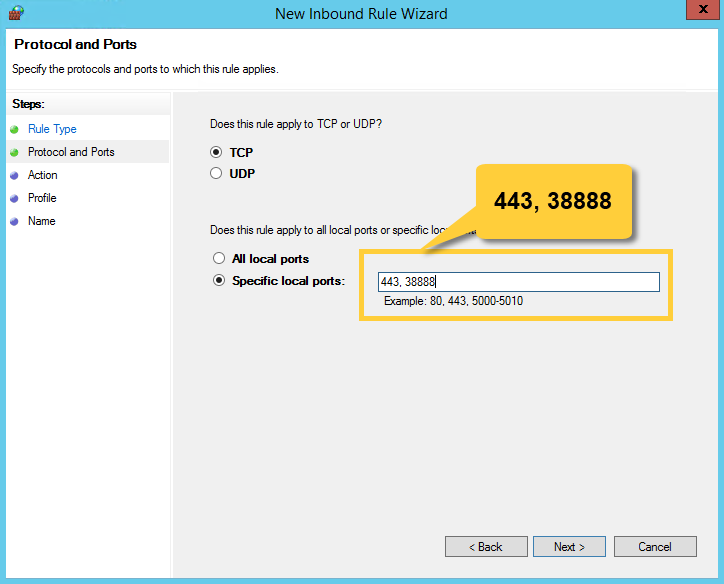 New Inbound Rule Wizard
x
Protocol and Ports
Specify the protocols and ports to which this rule applies.
Steps:
Rule Type
Protocol and Ports
Action
Profile
Name
Does this rule apply to TCP or UDP?
TCP
UDP
443, 38888
Does this rule apply to all local ports or specific
All local ports
Specific local ports:
443, 38888
Example: 80, 443, 5000-5010
< Back
Next >
Cancel